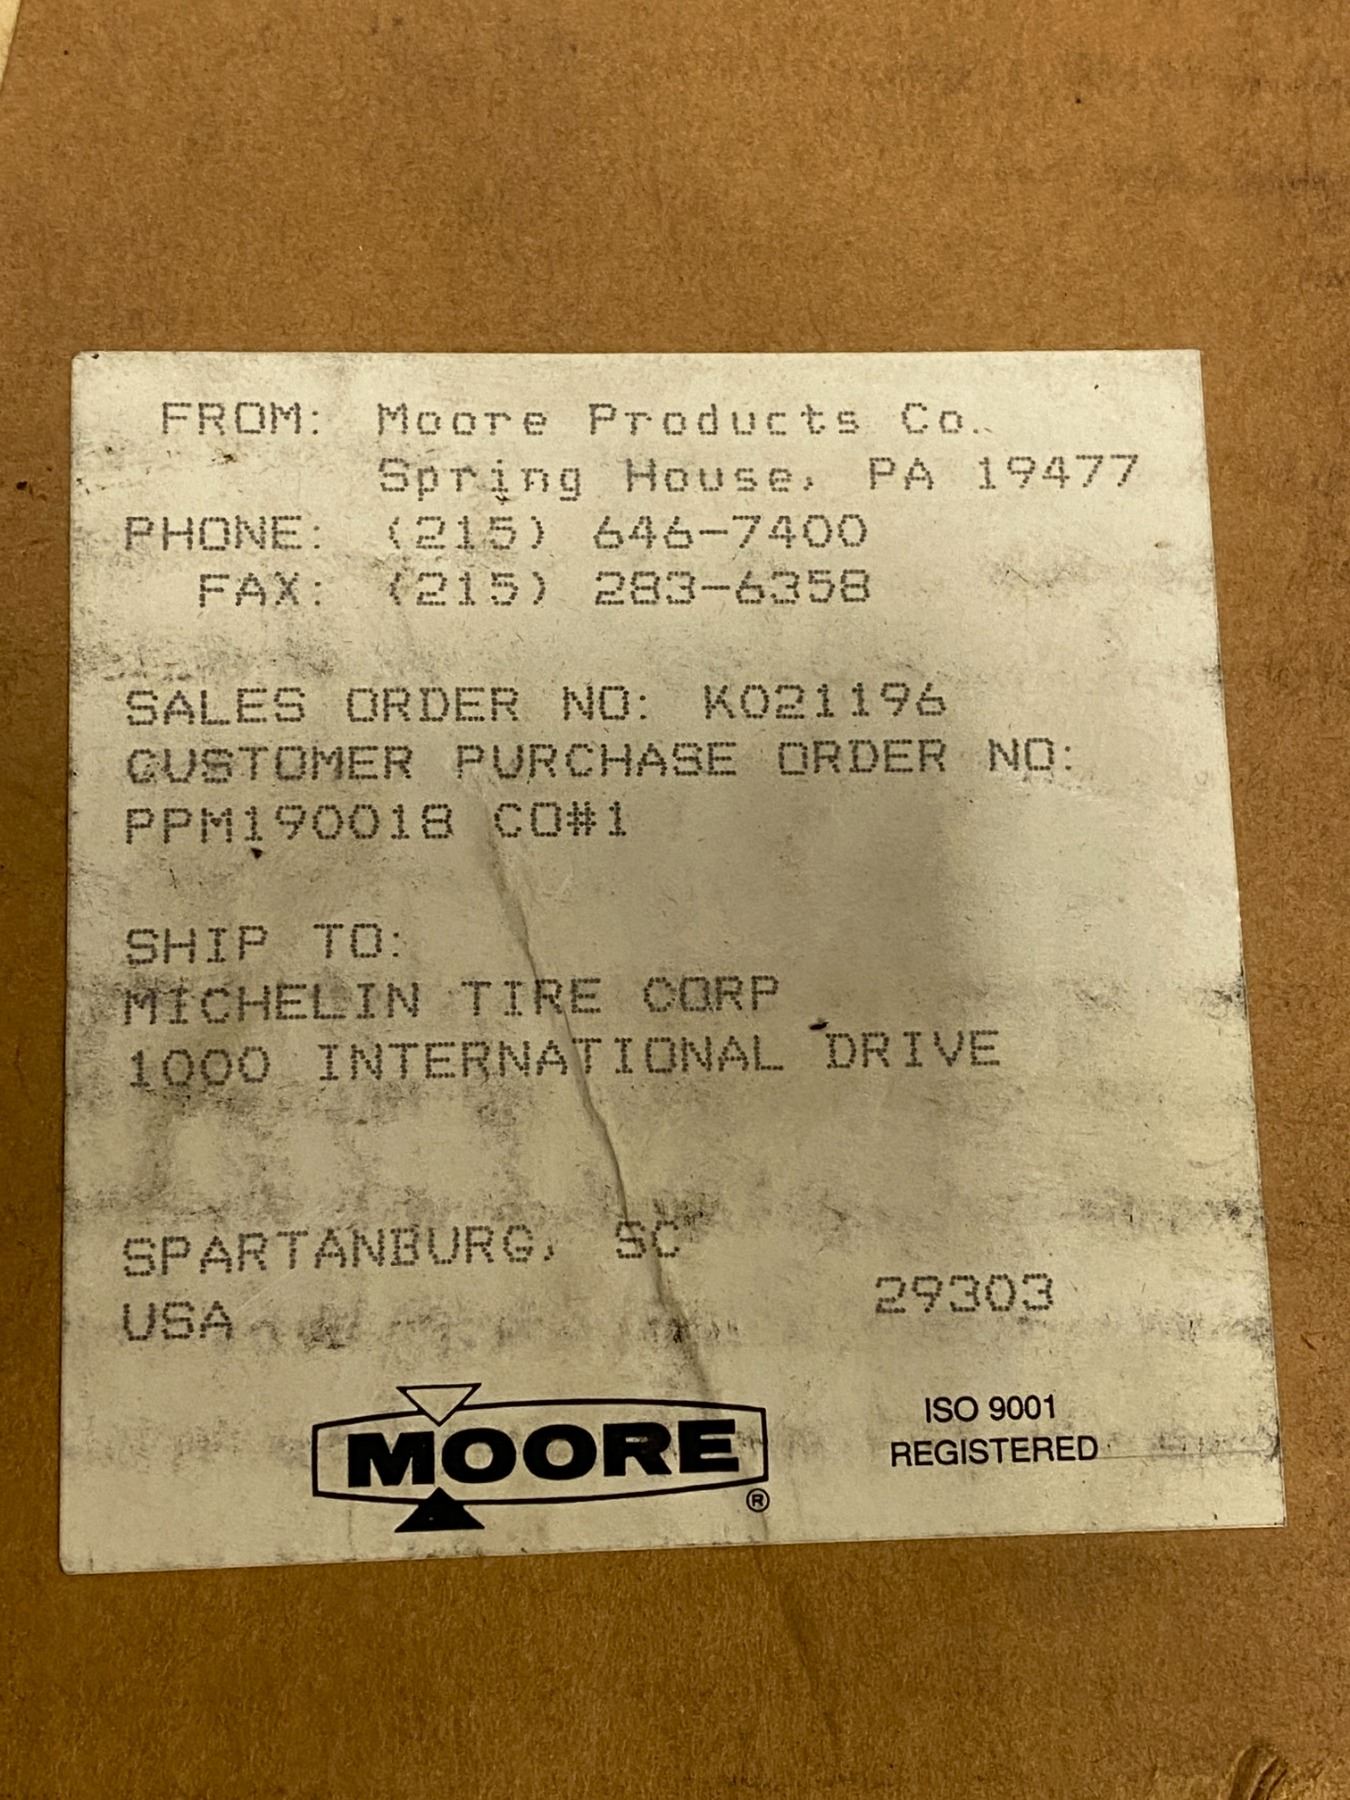 FROM: Moore Products Co.
Spring House, PA 19477
PHONE: (215) 646-7400
FAX: (215) 283-6358
SALES ORDER NO: K021196
CUSTOMER PURCHASE ORDER NO:
PPM190018 CO#1
SHIP TO:
MICHELIN TIRE CORP
1000 INTERNATIONAL DRIVE
SPARTANBURG, SC
29303
USA
MOORE ®
ISO 9001
REGISTERED